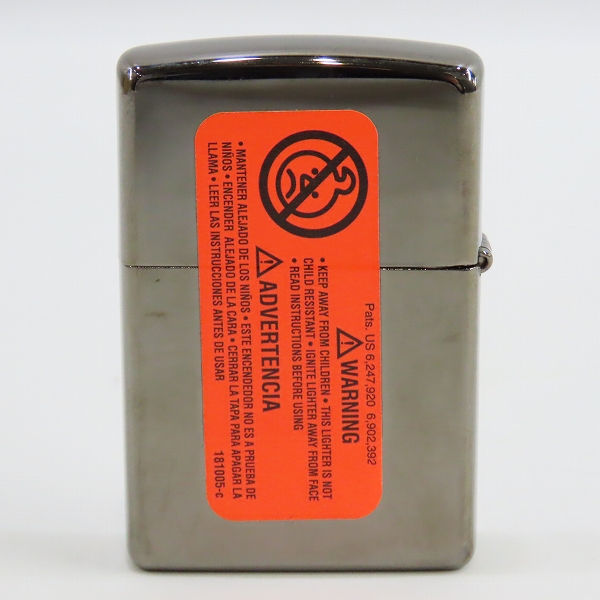 Pats. US 6,247,920 6,902,392
WARNING
• KEEP AWAY FROM CHILDREN • THIS LIGHTER IS NOT
CHILD RESISTANT • IGNITE LIGHTER AWAY FROM FACE
• READ INSTRUCTIONS BEFORE USING
ADVERTENCIA
• MANTENER ALEJADO DE LOS NIÑOS • ESTE ENCENDEDOR NO ES A PRUEBA DE
NIÑOS • ENCENDER ALEJADO DE LA CARA • CERRAR LA TAPA PARA APAGAR LA
LLAMA • LEER LAS INSTRUCCIONES ANTES DE USAR
181005-c